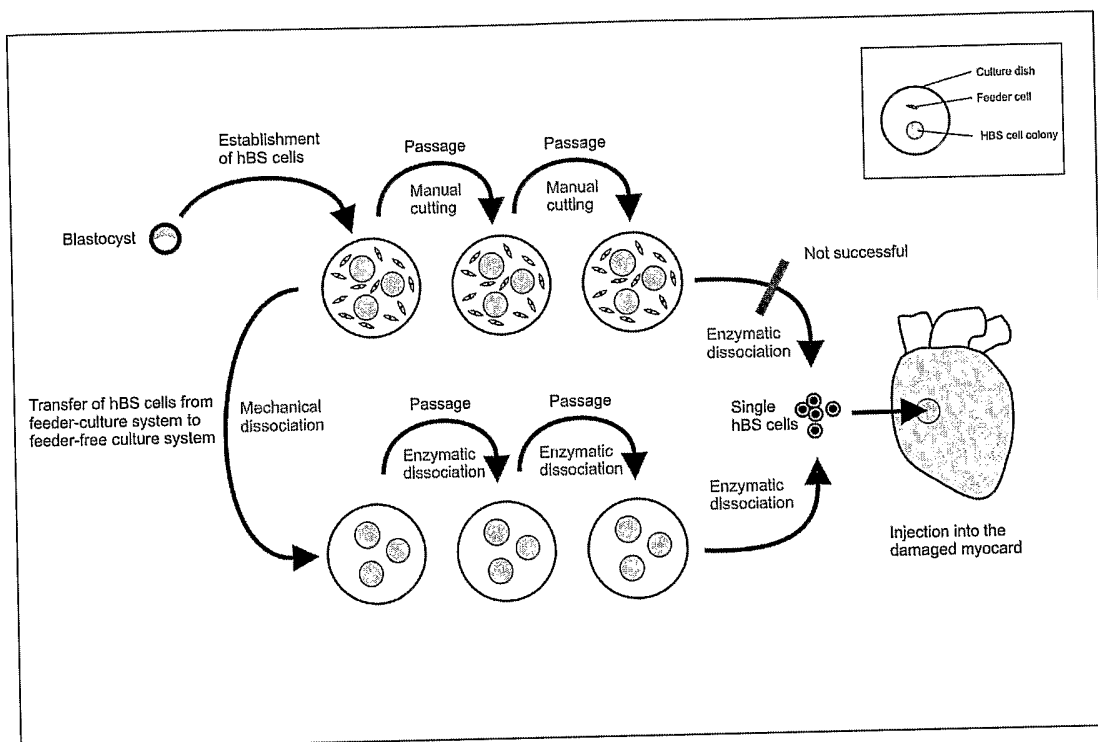 Culture dish
Feeder cell
HBS cell colony
Establishment
of hBS cells
Passage
Manual
cutting
Passage
Manual
cutting
Blastocyst
Not successful
Enzymatic
dissociation
Transfer of hBS cells from
feeder-culture system to
feeder-free culture system
Mechanical
dissociation
Passage
Enzymatic
dissociation
Passage
Enzymatic
dissociation
Single
hBS cells
Enzymatic
dissociation
Injection into the
damaged myocard